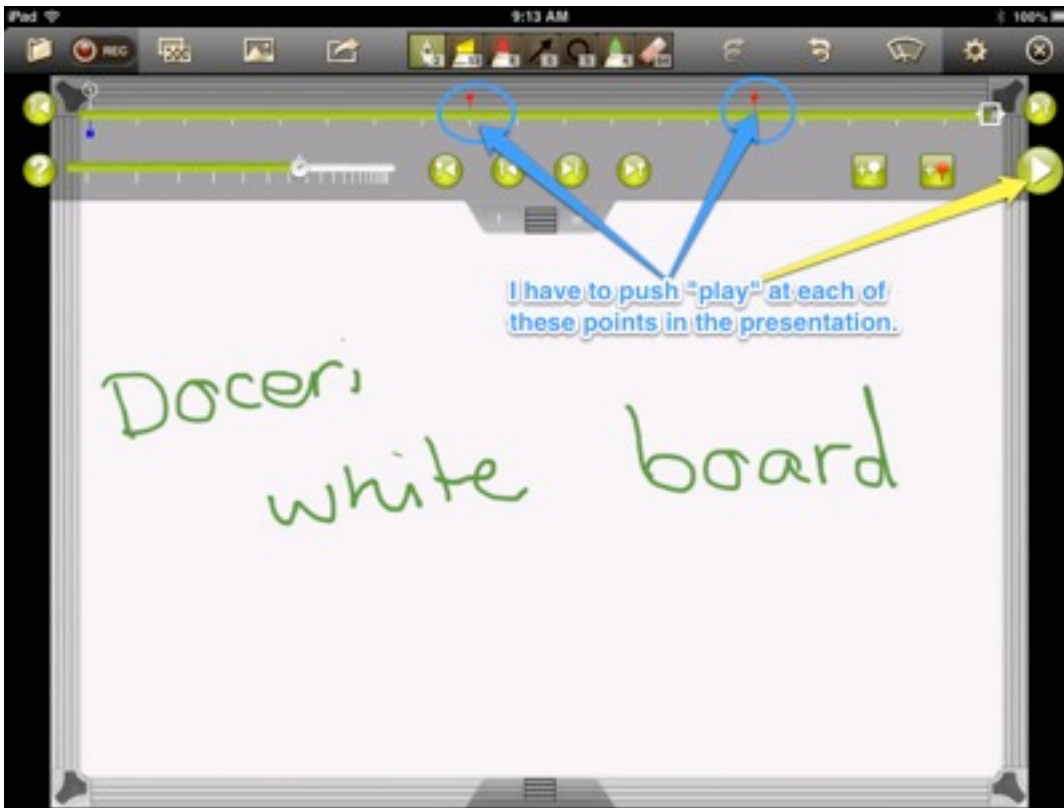 iPad
9:13 AM
100%
REC
I have to push "play" at each of
these points in the presentation.
Doceri
white board